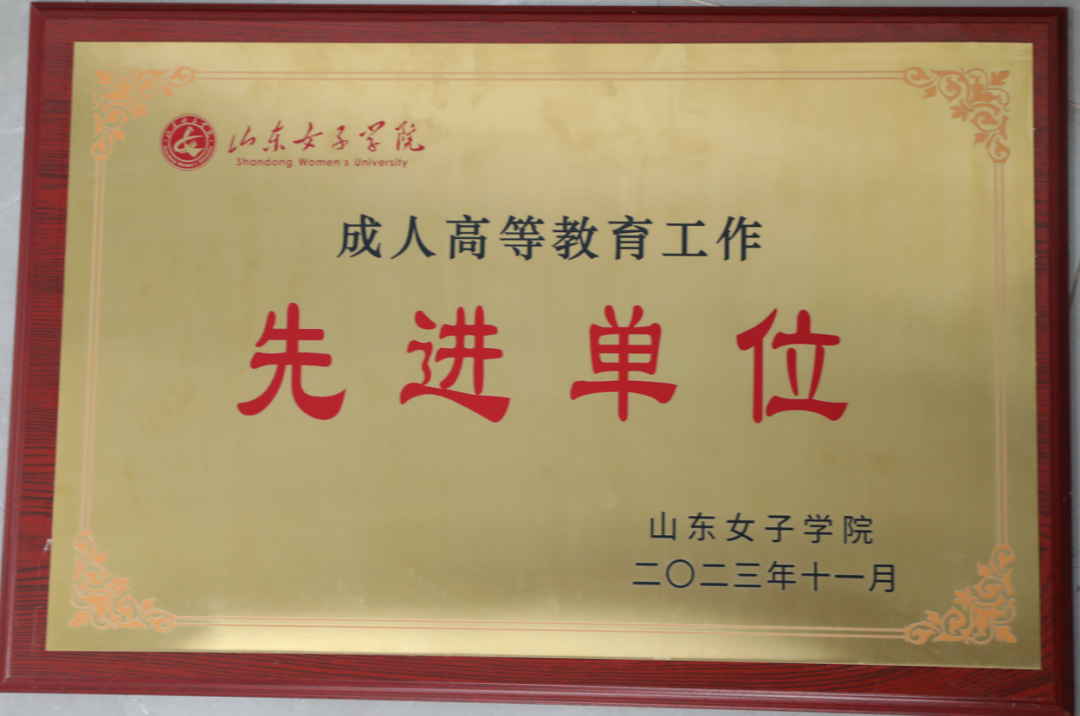 山东女子学院
Shandong Women's University
成人高等教育工作
先进单位
山东女子学院
二〇二三年十一月